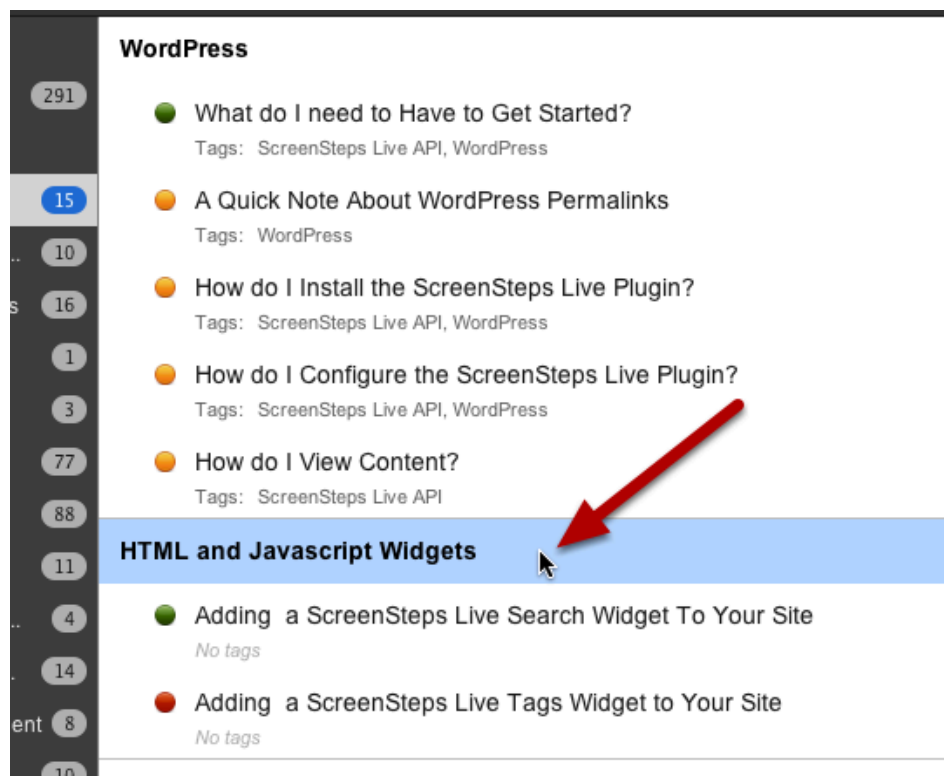 WordPress
291
What do I need to Have to Get Started?
Tags: ScreenSteps Live API, WordPress
15
A Quick Note About WordPress Permalinks
Tags: WordPress
.. 10
How do I Install the ScreenSteps Live Plugin?
s 16
Tags: ScreenSteps Live API, WordPress
1
How do I Configure the ScreenSteps Live Plugin?
3
Tags: ScreenSteps Live API, WordPress
77
How do I View Content?
Tags: ScreenSteps Live API
88
HTML and Javascript Widgets
11
.. 4
Adding a ScreenSteps Live Search Widget To Your Site
No tags
. 14
Adding a ScreenSteps Live Tags Widget to Your Site
ent 8
No tags
10